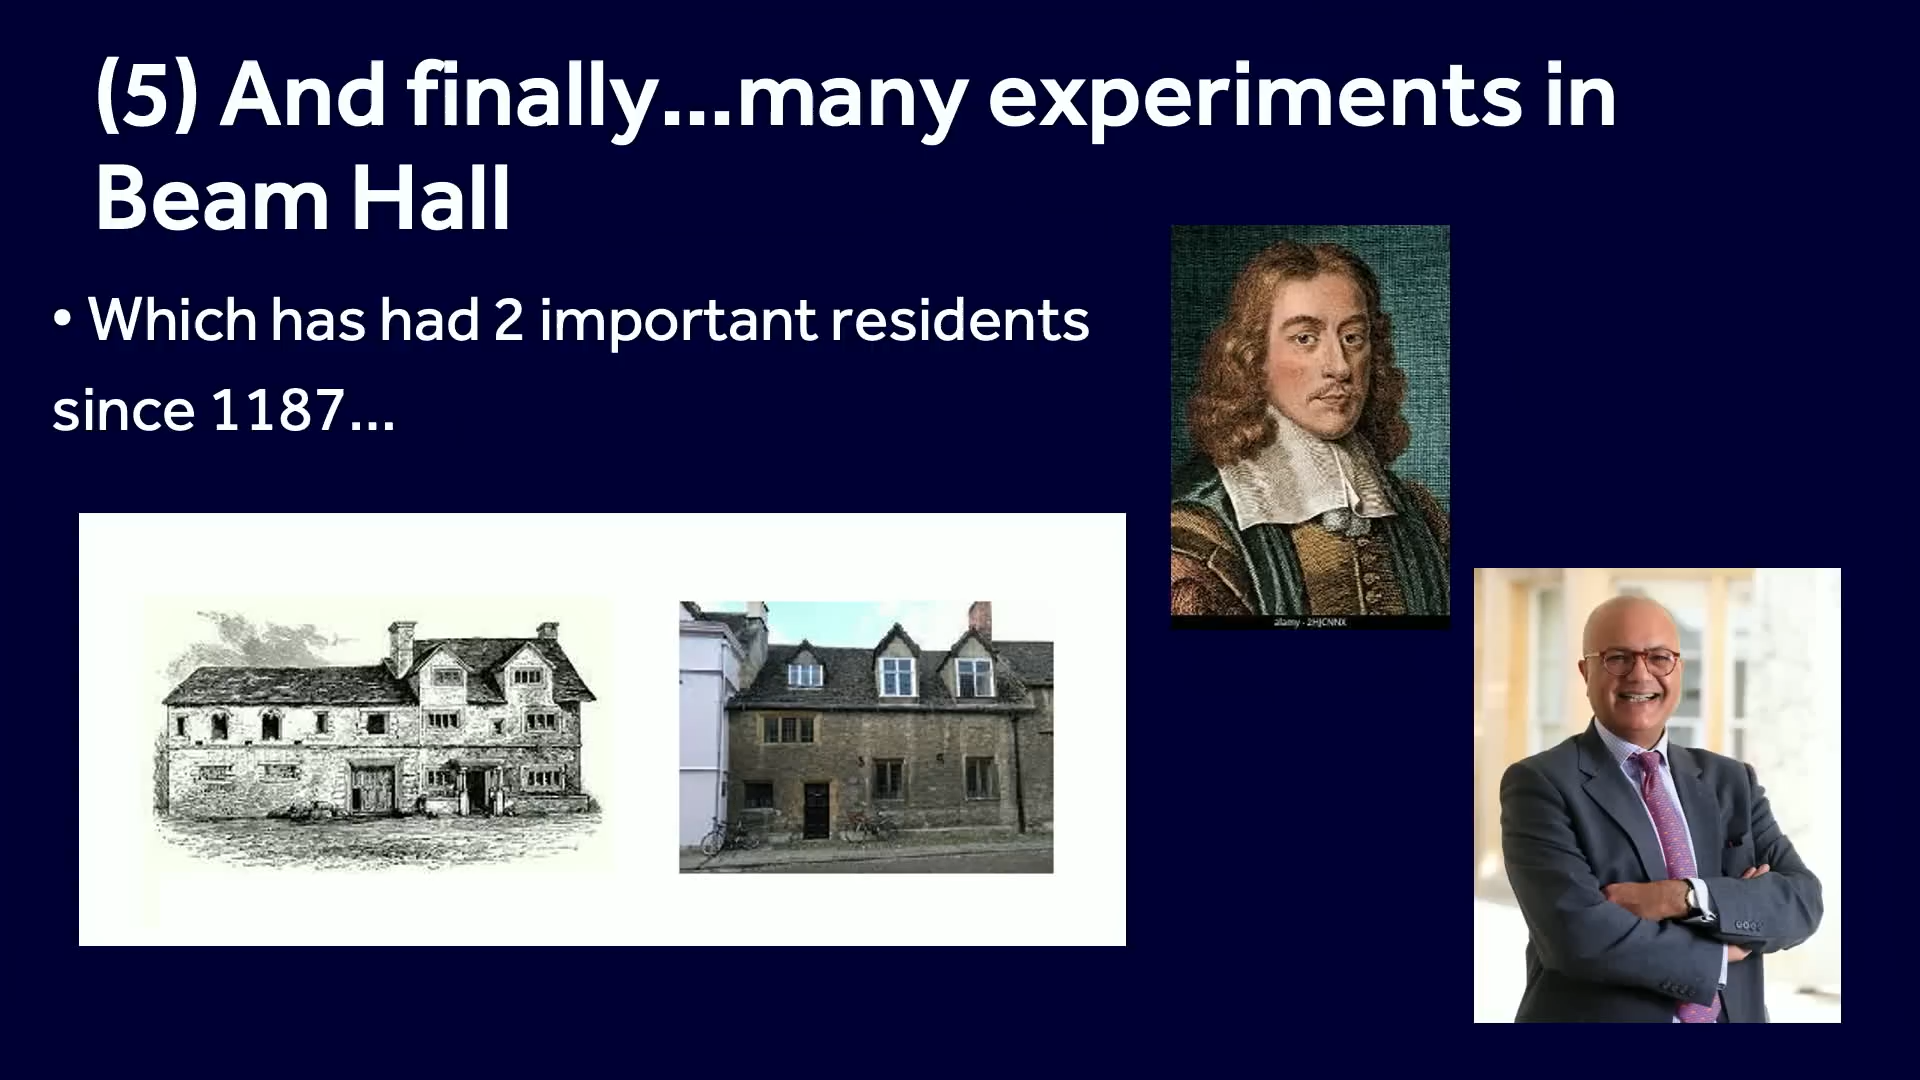 (5) And finally...many experiments in
Beam Hall
• Which has had 2 important residents
since 1187...
alamy - 2HJCNNX